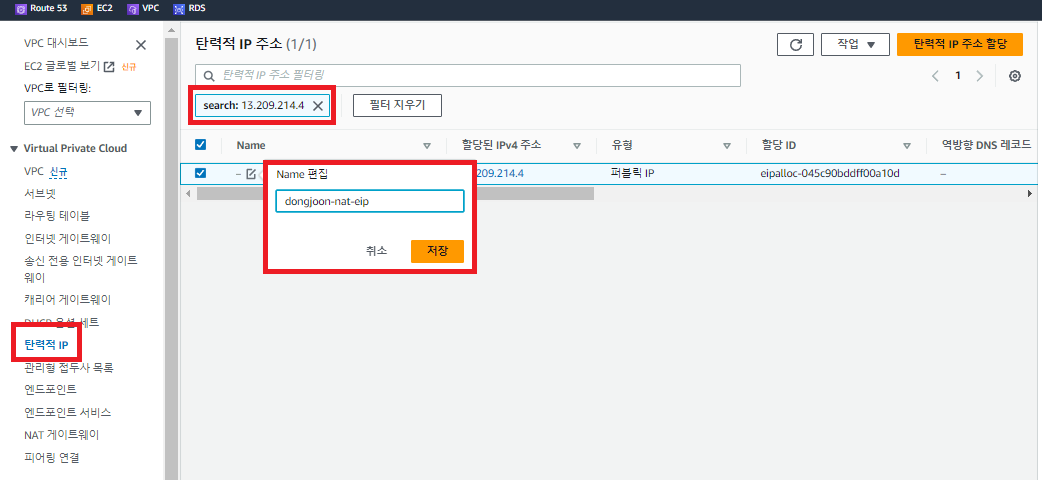 Route 53 EC2 VPC RDS
VPC 대시보드
EC2 글로벌 보기 신규
VPC로 필터링:
VPC 선택
Virtual Private Cloud
VPC 신규
서브넷
라우팅 테이블
인터넷 게이트웨이
송신 전용 인터넷 게이트
웨이
캐리어 게이트웨이
DHCP 옵션 세트
탄력적 IP
관리형 접두사 목록
엔드포인트
엔드포인트 서비스
NAT 게이트웨이
피어링 연결
탄력적 IP 주소 (1/1)
작업
탄력적 IP 주소 할당
탄력적 IP 주소 필터링
1
search: 13.209.214.4
필터 지우기
Name 할당된 IPv4 주소 유형 할당 ID 역방향 DNS 레코드
– 209.214.4 퍼블릭 IP eipalloc-045c90bddff00a10d –
Name 편집
dongjoon-nat-eip
취소 저장